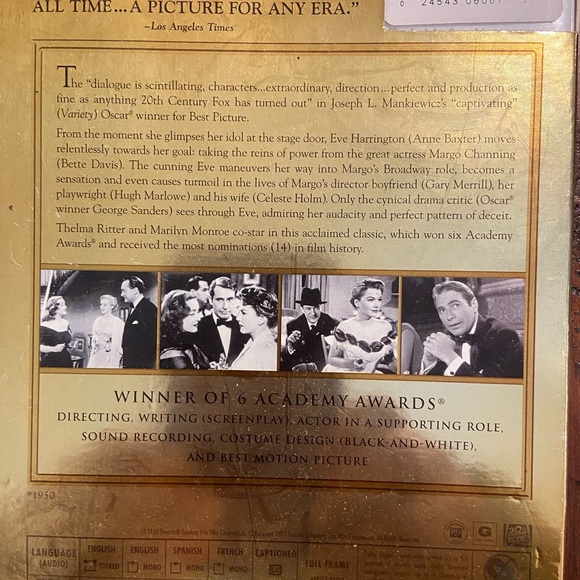 ALL TIME...A PICTURE FOR ANY ERA."
–Los Angeles Times
0 24543 06067
The "dialogue is scintillating, characters...extraordinary, direction...perfect and production as
fine as anything 20th Century Fox has turned out" in Joseph L. Mankiewicz's "captivating"
(Variety) Oscar® winner for Best Picture.
From the moment she glimpses her idol at the stage door, Eve Harrington (Anne Baxter) moves
relentlessly towards her goal: taking the reins of power from the great actress Margo Channing
(Bette Davis). The cunning Eve maneuvers her way into Margo's Broadway role, becomes a
sensation and even causes turmoil in the lives of Margo's director boyfriend (Gary Merrill), her
playwright (Hugh Marlowe) and his wife (Celeste Holm). Only the cynical drama critic (Oscar®
winner George Sanders) sees through Eve, admiring her audacity and perfect pattern of deceit.
Thelma Ritter and Marilyn Monroe co-star in this acclaimed classic, which won six Academy
Awards® and received the most nominations (14) in film history.
WINNER OF 6 ACADEMY AWARDS®
DIRECTING, WRITING (SCREENPLAY), ACTOR IN A SUPPORTING ROLE,
SOUND RECORDING, COSTUME DESIGN (BLACK-AND-WHITE),
AND BEST MOTION PICTURE
*1950
G
LANGUAGE (AUDIO)
ENGLISH STEREO
ENGLISH MONO
SPANISH MONO
FRENCH MONO
CAPTIONED CC
FULL FRAME